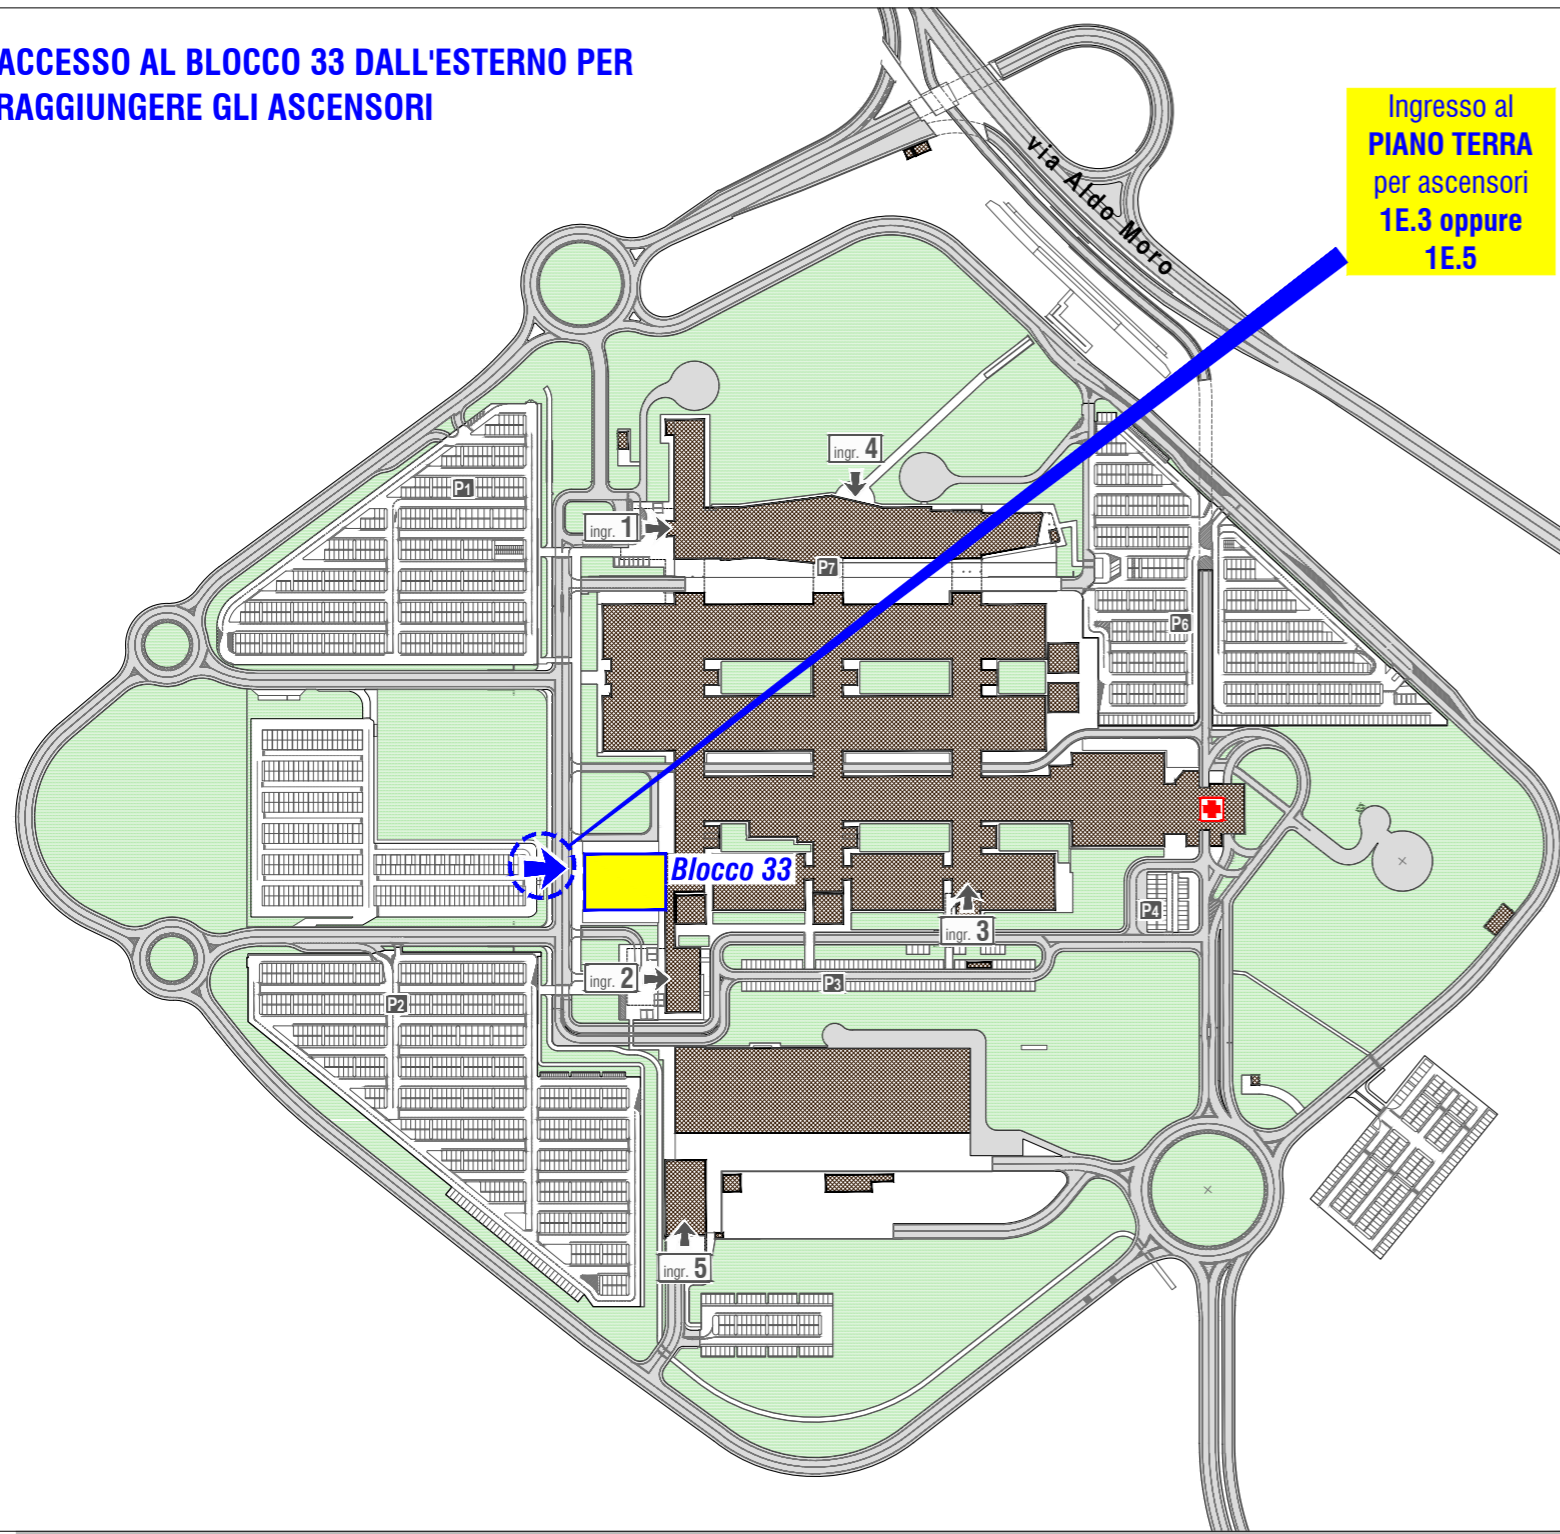 ACCESSO AL BLOCCO 33 DALL'ESTERNO PER
RAGGIUNGERE GLI ASCENSORI
Ingresso al
PIANO TERRA
per ascensori
1E.3 oppure
1E.5
via Aldo Moro
ingr. 4
P1
ingr. 1
P7
P6
Blocco 33
P4
ingr. 3
ingr. 2
P3
P2
ingr. 5